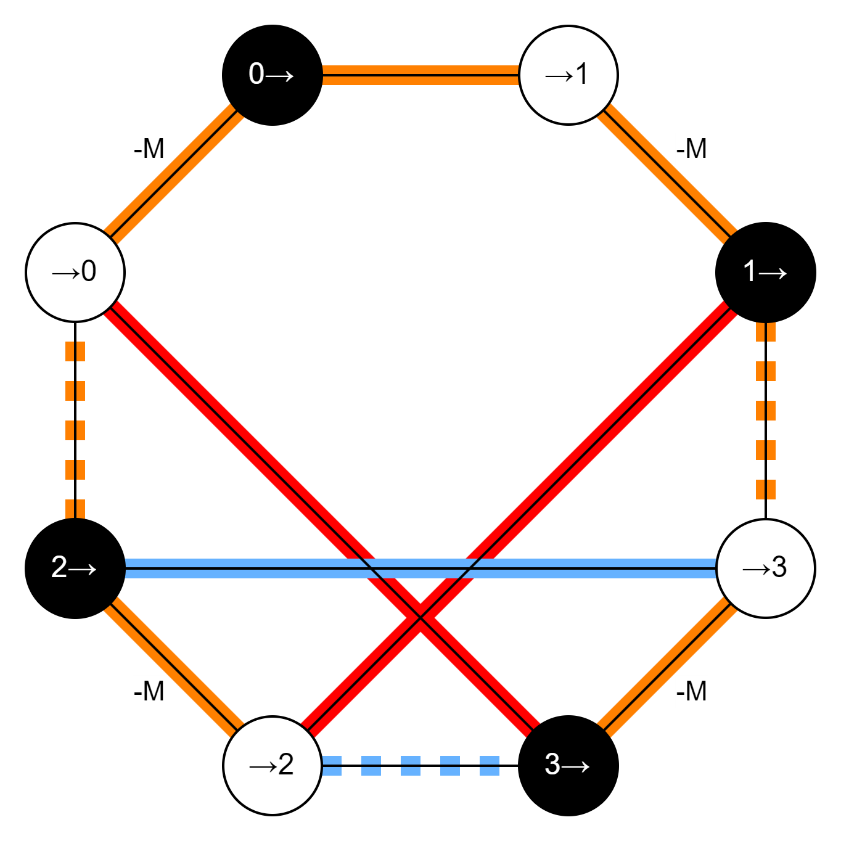 0→ →1
-M -M
→0 1→
2→ →3
-M -M
→2 3→